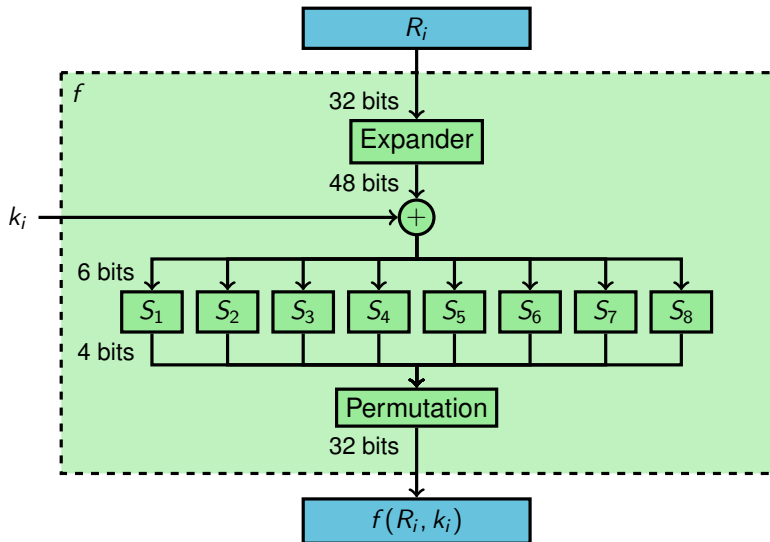 R_i
f
32 bits
Expander
48 bits
k_i
+
6 bits
S_1 S_2 S_3 S_4 S_5 S_6 S_7 S_8
4 bits
Permutation
32 bits
f(R_i, k_i)